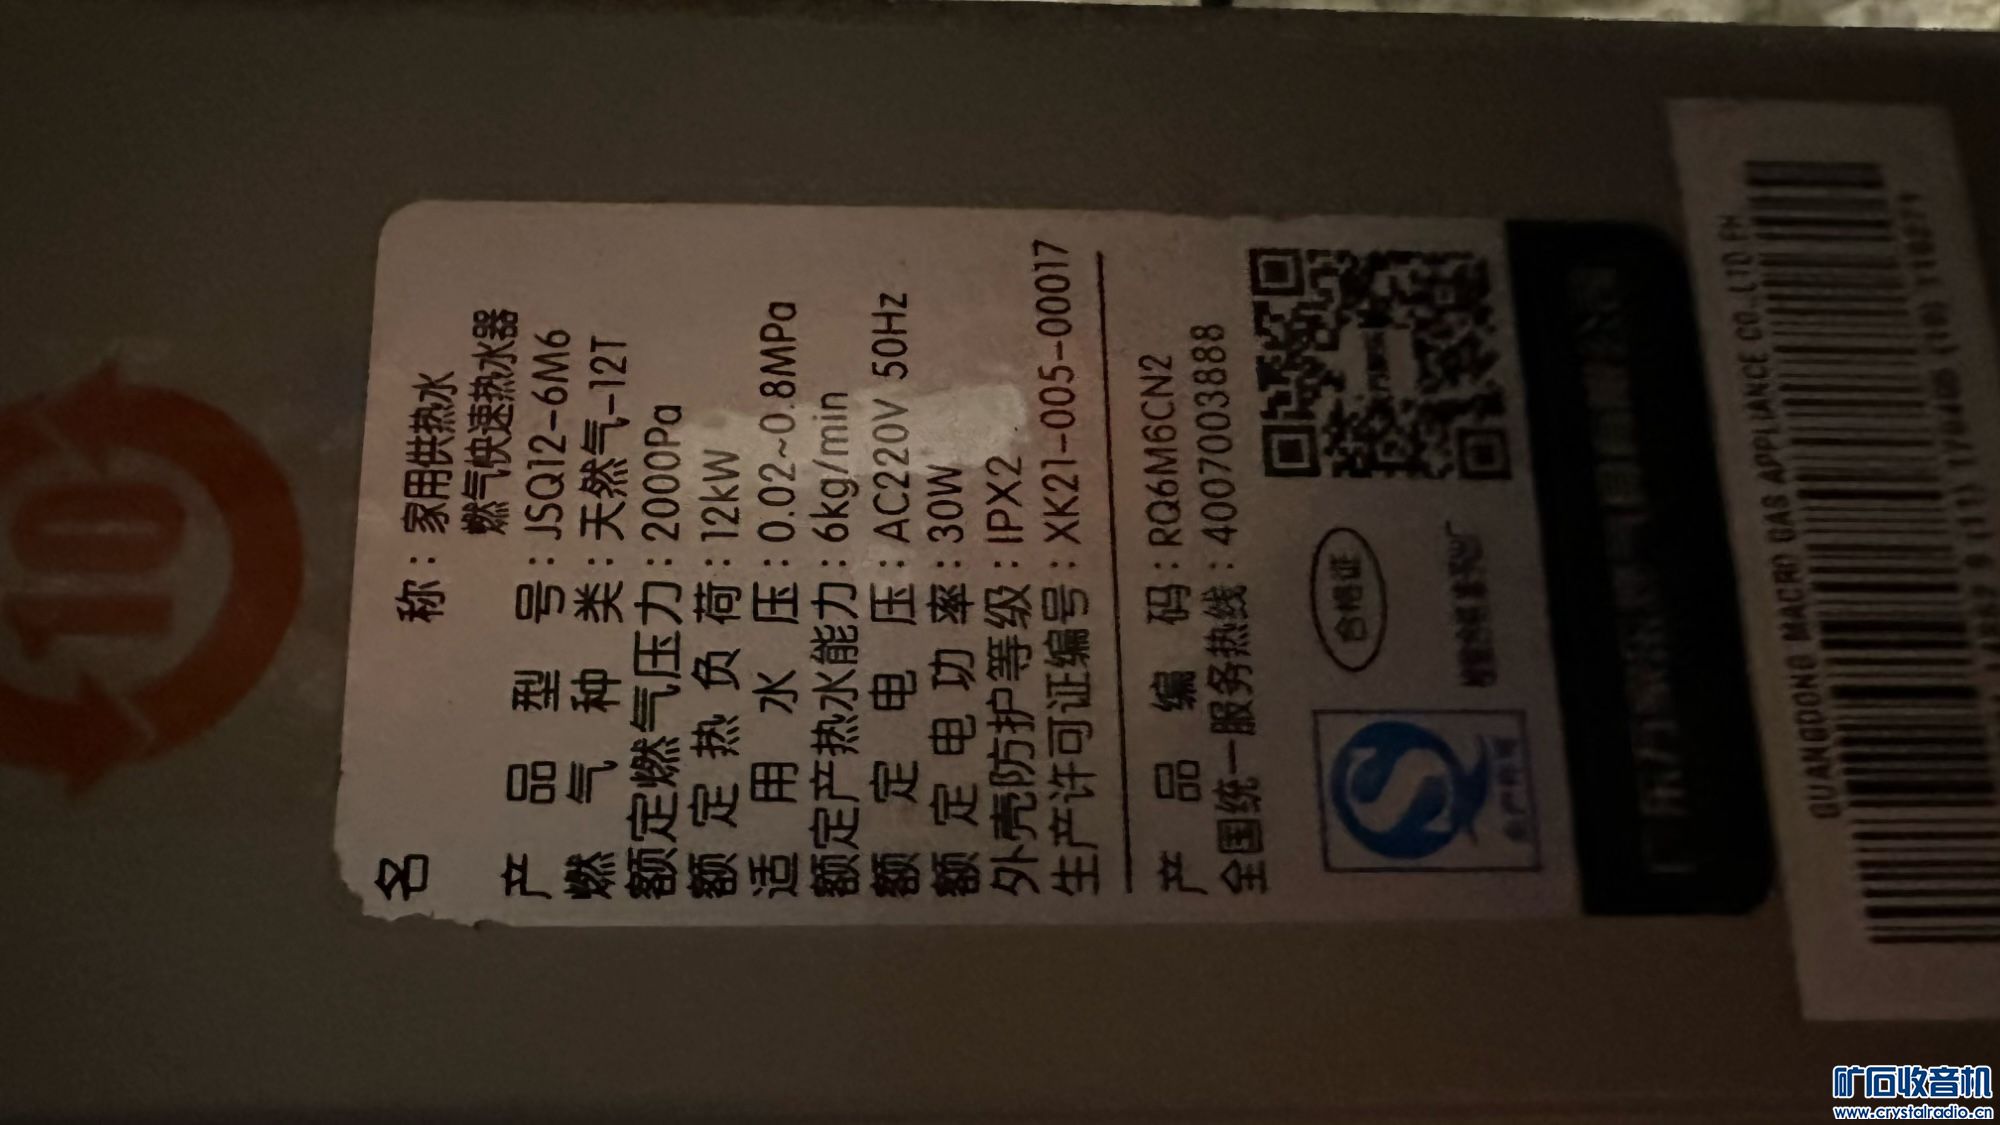 10
名 称：家用供热水
燃气快速热水器
产品型号：JSQ12-6M6
燃气种类：天然气-12T
额定燃气压力：2000Pa
额定热负荷：12kW
适用水压：0.02~0.8MPa
额定产热水能力：6kg/min
额定电压：AC220V 50Hz
额定电功率：30W
外壳防护等级：IPX2
生产许可证编号：XK21-005-00017
产品编码：RQ6M6CN2
全国统一服务热线：4007003888
合格证
生产许可
GUANGDONG MACRO GAS APPLIANCE CO.,LTD
矿石收音机
www.crystalradio.cn